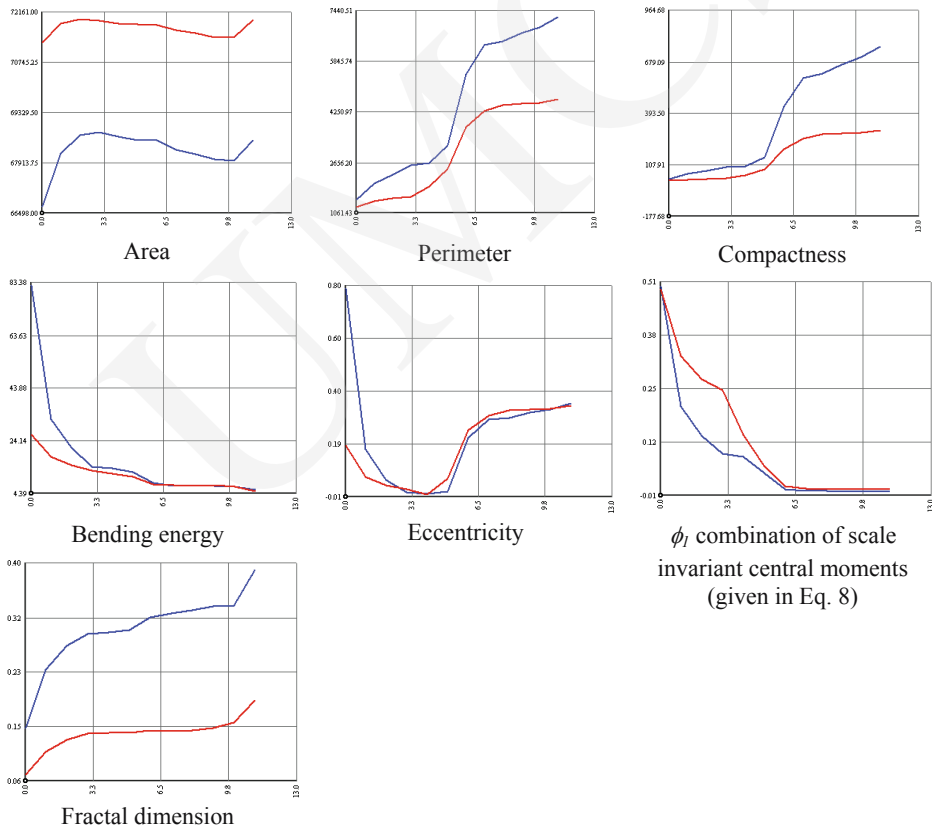 72161.00
70745.25
69329.50
67913.75
66498.00
0.0 3.3 6.5 9.8 13.0
Area
7440.51
5845.74
4250.97
2656.20
1061.43
0.0 3.3 6.5 9.8 13.0
Perimeter
964.68
679.09
393.50
107.91
-177.68
0.0 3.3 6.5 9.8 13.0
Compactness
83.38
63.63
43.88
24.14
4.39
0.0 3.3 6.5 9.8 13.0
Bending energy
0.80
0.60
0.40
0.19
-0.01
0.0 3.3 6.5 9.8 13.0
Eccentricity
0.51
0.38
0.25
0.12
-0.01
0.0 3.3 6.5 9.8 13.0
ϕ1 combination of scale
invariant central moments
(given in Eq. 8)
0.40
0.32
0.23
0.15
0.06
0.0 3.3 6.5 9.8 13.0
Fractal dimension